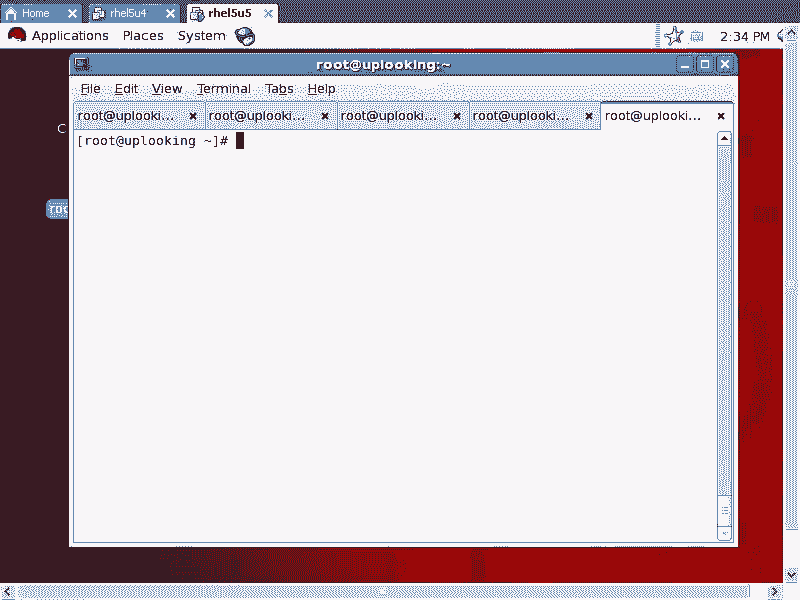 Home rhel5u4 rhel5u5
Applications Places System 2:34 PM
root@uplooking:~
File Edit View Terminal Tabs Help
root@uplooki... root@uplooki... root@uplooki... root@uplooki... root@uplooki...
[root@uplooking ~]#